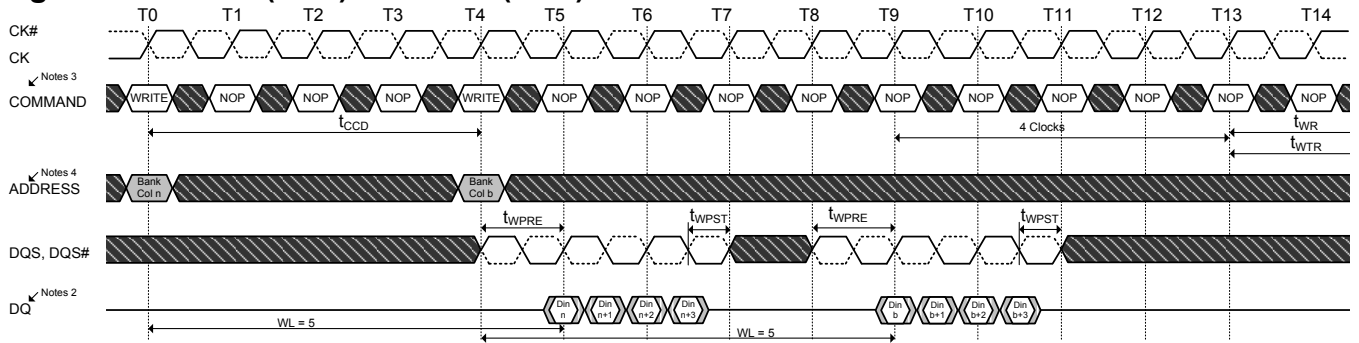 T0 T1 T2 T3 T4 T5 T6 T7 T8 T9 T10 T11 T12 T13 T14
CK#
CK
Notes 3
COMMAND WRITE NOP NOP NOP WRITE NOP NOP NOP NOP NOP NOP NOP NOP NOP NOP
tCCD 4 Clocks tWR
tWTR
Notes 4
ADDRESS Bank Col n Bank Col b
tWPRE tWPST tWPRE tWPST
DQS, DQS#
Notes 2
DQ Din n Din n+1 Din n+2 Din n+3 Din b Din b+1 Din b+2 Din b+3
WL = 5 WL = 5